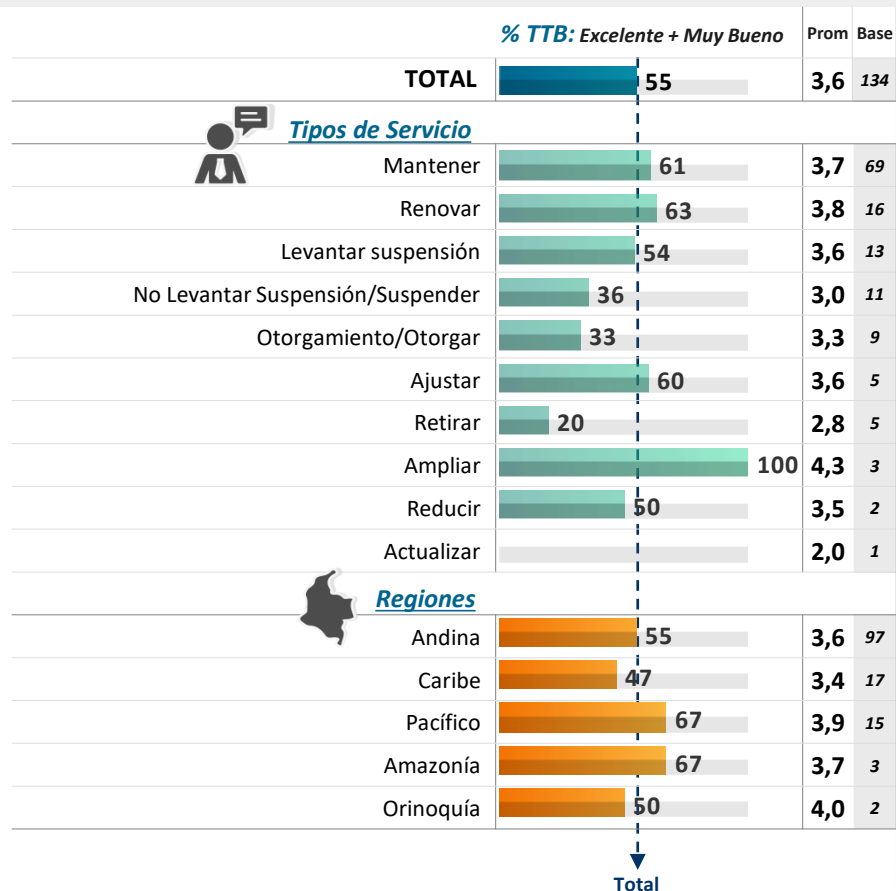 % TTB: Excelente + Muy Bueno Prom Base
TOTAL 55 3,6 134
Tipos de Servicio
Mantener 61 3,7 69
Renovar 63 3,8 16
Levantar suspensión 54 3,6 13
No Levantar Suspensión/Suspender 36 3,0 11
Otorgamiento/Otorgar 33 3,3 9
Ajustar 60 3,6 5
Retirar 20 2,8 5
Ampliar 100 4,3 3
Reducir 50 3,5 2
Actualizar 2,0 1
Regiones
Andina 55 3,6 97
Caribe 47 3,4 17
Pacífico 67 3,9 15
Amazonía 67 3,7 3
Orinoquía 50 4,0 2
Total